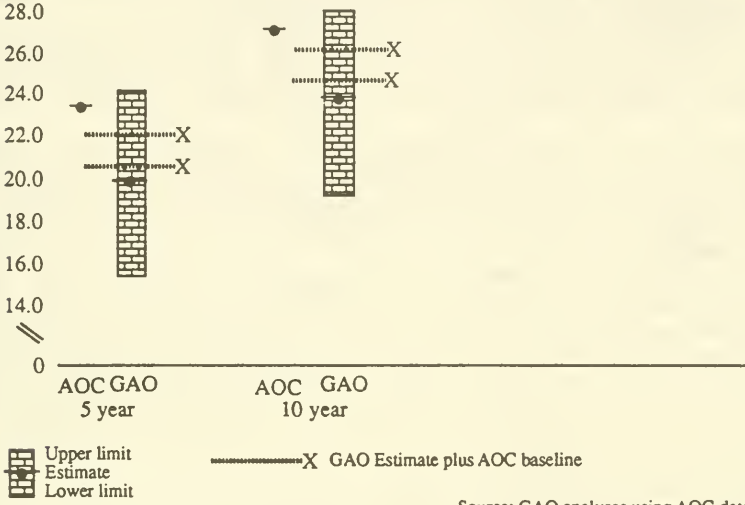 28.0
26.0
24.0
22.0
20.0
18.0
16.0
14.0
0
AOC GAO AOC GAO
5 year 10 year
Upper limit
Estimate X GAO Estimate plus AOC baseline
Lower limit
Source: GAO analyses using AOC